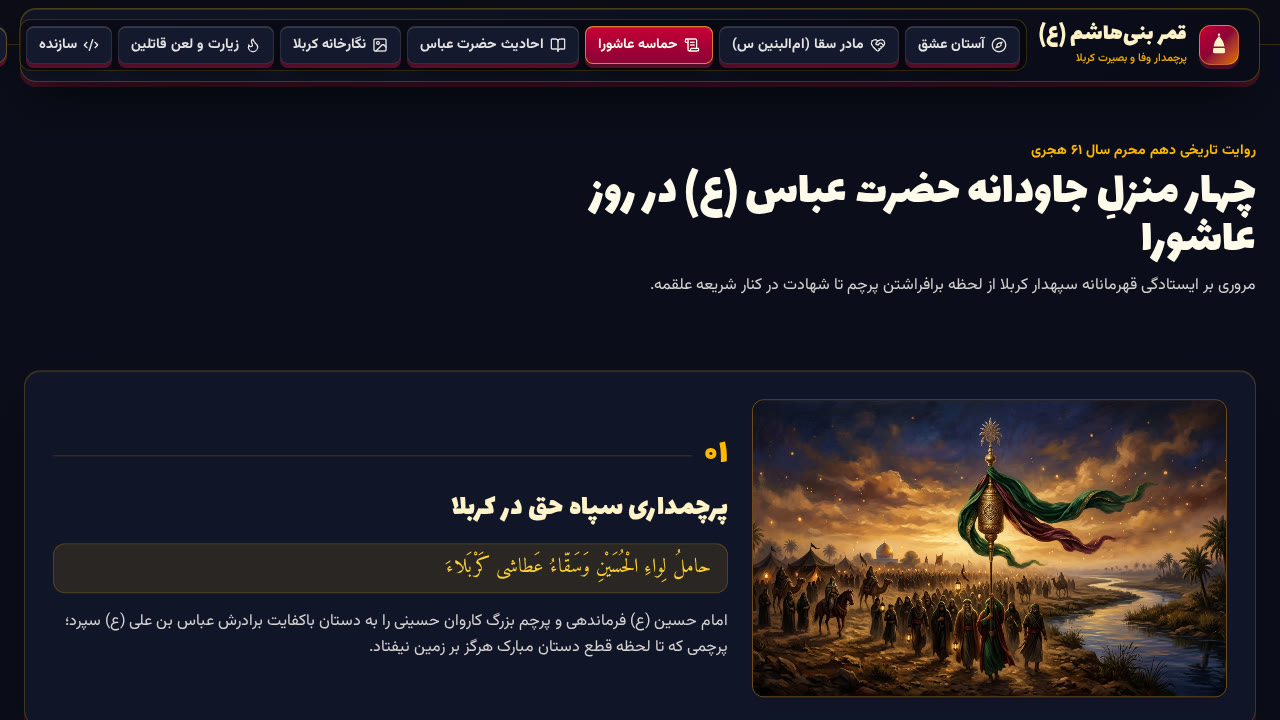 قمر بنی‌هاشم (ع)
پرچمدار وفا و بصیرت کربلا
آستان عشق
مادر سقا (ام‌البنین س)
حماسه عاشورا
احادیث حضرت عباس
نگارخانه کربلا
زیارت و لعن قاتلین
سازنده
روایت تاریخی دهم محرم سال ۶۱ هجری
چهار منزلِ جاودانه حضرت عباس (ع) در روز
عاشورا
مروری بر ایستادگی قهرمانانه سپهدار کربلا از لحظه برافراشتن پرچم تا شهادت در کنار شریعه علقمه.
۰۱
پرچمداری سپاه حق در کربلا
حاملُ لِواءِ الْحُسَیْنِ وَسَقّاءُ عَطاشی کَرْبَلاءَ
امام حسین (ع) فرماندهی و پرچم بزرگ کاروان حسینی را به دستان باکفایت برادرش عباس بن علی (ع) سپرد؛
پرچمی که تا لحظه قطع دستان مبارک هرگز بر زمین نیفتاد.